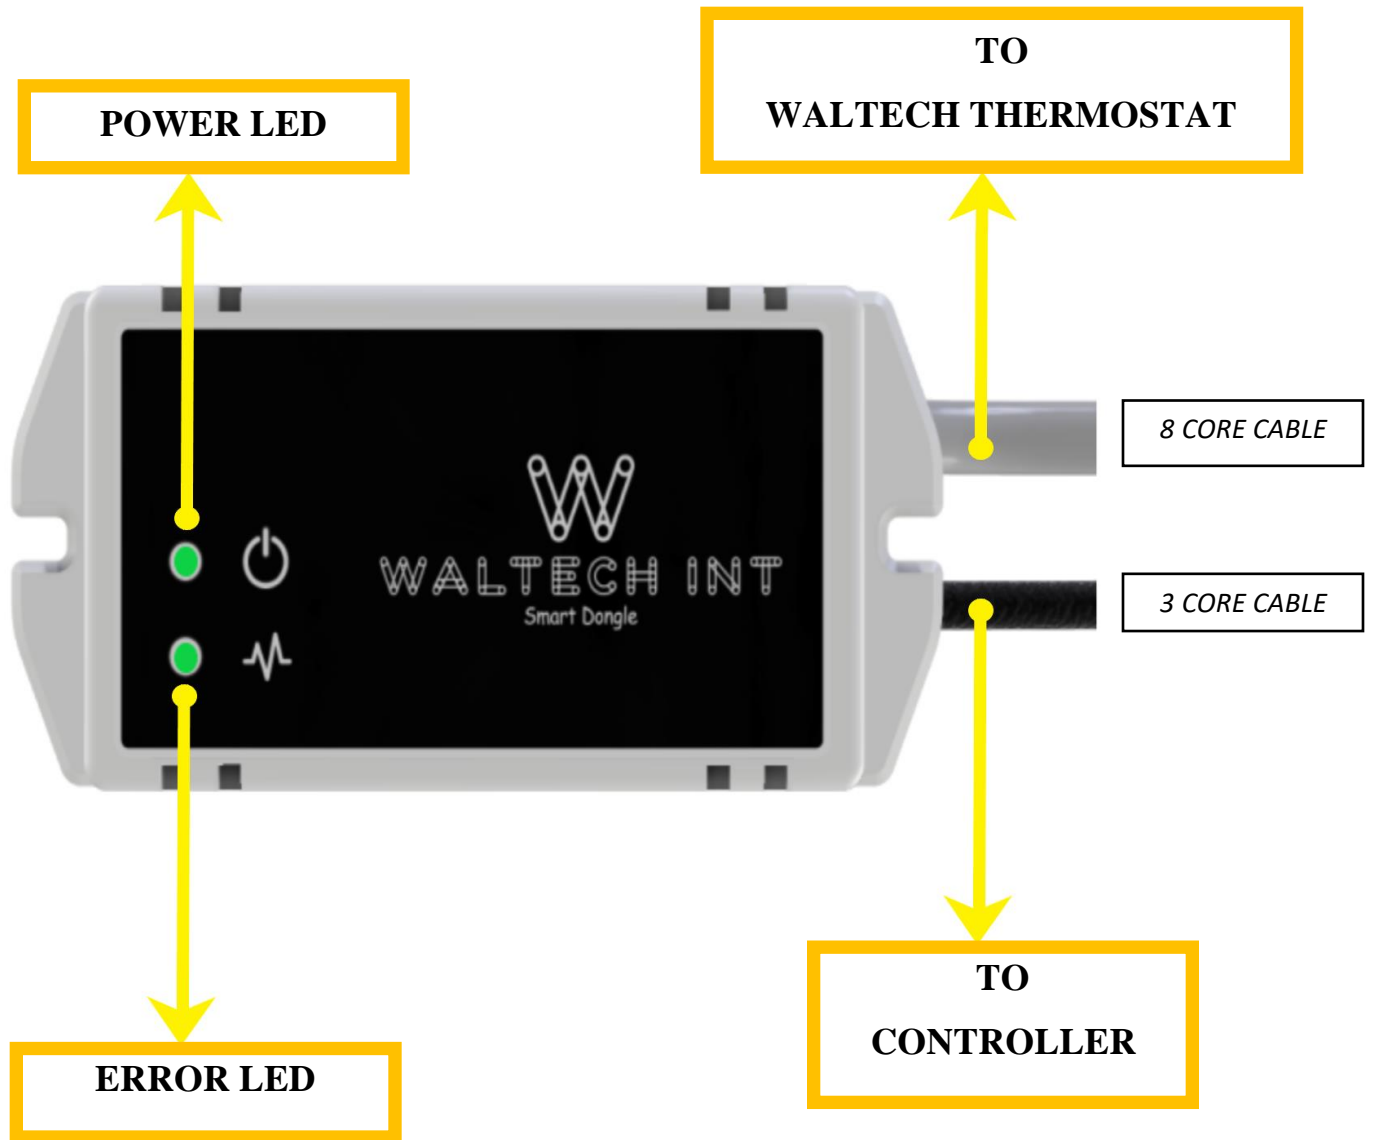 TO
WALTECH THERMOSTAT
POWER LED
8 CORE CABLE
WALTECH INT
Smart Dongle
3 CORE CABLE
TO
CONTROLLER
ERROR LED